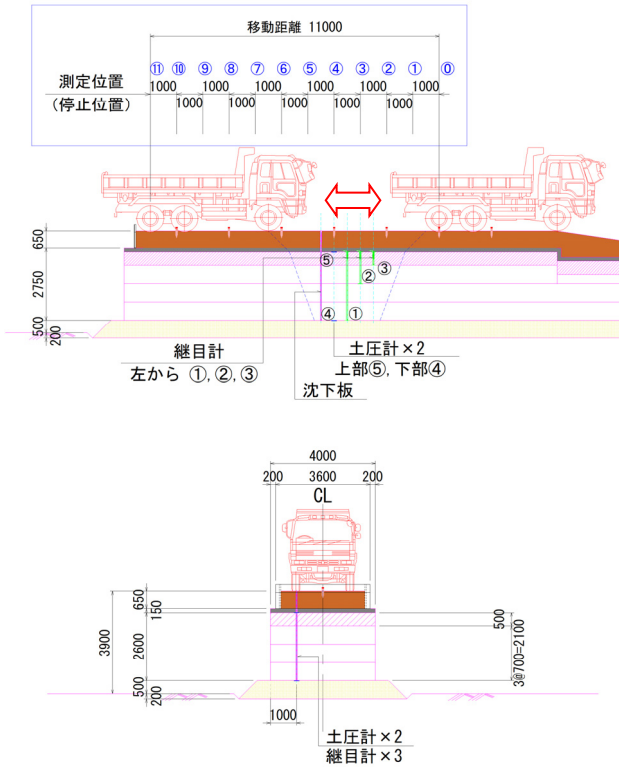 移動距離 11000
⑪ ⑩ ⑨ ⑧ ⑦ ⑥ ⑤ ④ ③ ② ① ⓪
測定位置
(停止位置)
1000 1000 1000 1000 1000 1000
1000 1000 1000 1000 1000
650
2750
500
200
⑤
③
②
④
①
継目計
左から ①, ②, ③
土圧計×2
上部⑤, 下部④
沈下板
4000
200 3600 200
CL
650
150
3900
2600
500
200
500
3@700=2100
1000
土圧計×2
継目計×3